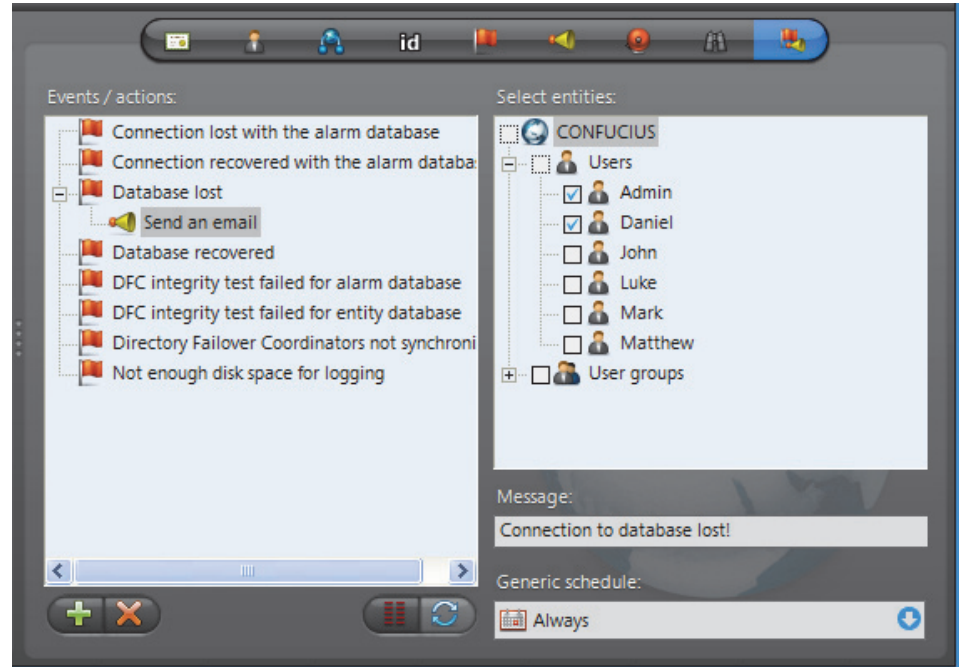 id
Events / actions:
Connection lost with the alarm database
Connection recovered with the alarm databa
Database lost
Send an email
Database recovered
DFC integrity test failed for alarm database
DFC integrity test failed for entity database
Directory Failover Coordinators not synchroni
Not enough disk space for logging
Select entities:
CONFUCIUS
Users
Admin
Daniel
John
Luke
Mark
Matthew
User groups
Message:
Connection to database lost!
Generic schedule:
Always